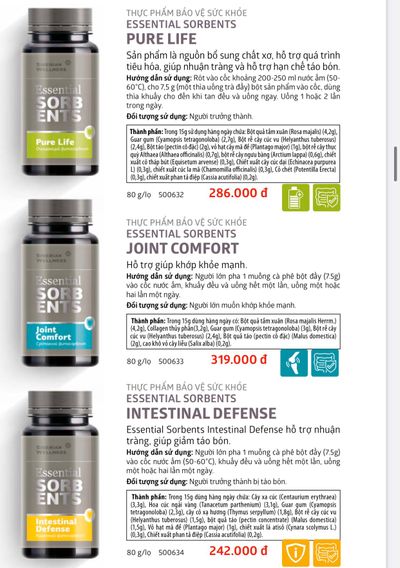 THỰC PHẨM BẢO VỆ SỨC KHỎE
ESSENTIAL SORBENTS
PURE LIFE
Sản phẩm là nguồn bổ sung chất xơ, hỗ trợ quá trình
tiêu hóa, giúp nhuận tràng và hỗ trợ hạn chế táo bón.
Hướng dẫn sử dụng: Rót vào cốc khoảng 200-250 ml nước ấm (50-
60°C), cho 7,5 g (một thìa uống trà đầy) bột sản phẩm vào cốc, dùng
thìa khuấy cho đến khi tan đều và uống ngay. Uống 1 hoặc 2 lần
trong ngày.
Đối tượng sử dụng: Người trưởng thành.
Thành phần: Trong 15g sử dụng hàng ngày chứa: Bột quả tầm xuân (Rosa majalis) (4,2g),
Guar gum (Cyamopsis tetragonoloba) (2,7g), Bột rễ cây cúc vu (Helyanthus tuberosus)
(2,4g), Bột táo (pectin cô đặc) (2g), vỏ hạt cây mã đề (Plantago major) (1g), bột rễ cây thục
quỳ Althaea (Althaea officinalis) (0,7g), Bột rễ cây ngưu bàng (Arctium lappa) (0,6g), chiết
xuất cỏ tháp bút (Equisetum arvense) (0,3g), Chiết xuất cây cúc dại (Echinacea purpurea
L) (0,3g), chiết xuất cúc la mã (Chamomilla officinalis) (0,3g), Cỏ chét (Potentilla Erecta)
(0,3g), chiết xuất phan tả diệp (Cassia acutifolia) (0,2g).
80 g/lọ 500632 286.000 đ
SIBERIAN
WELLNESS
Essential
SORB
ENTS
Pure Life
THỰC PHẨM BẢO VỆ SỨC KHỎE
ESSENTIAL SORBENTS
JOINT COMFORT
Hỗ trợ giúp khớp khỏe mạnh.
Hướng dẫn sử dụng: Người lớn pha 1 muỗng cà phê bột đầy (7.5g)
vào cốc nước ấm, khuấy đều và uống hết một lần, uống một hoặc
hai lần một ngày.
Đối tượng sử dụng: Người lớn muốn khớp khỏe mạnh.
Thành phần: Trong 15g dùng hàng ngày có: Bột quả tầm xuân (Rosa majalis Herrm.)
(4,2g), Collagen thủy phân(3,2g), Guar gum (Cyamopsis tetragonoloba) (3g), Bột rễ cây
cúc vu (Helyanthus tuberosus) (2,4g), Bột quả táo (pectin cô đặc) (Malus domestica)
(2g), cao khô vỏ cây liễu (Salix alba) (0,2g).
80 g/lọ 500633 319.000 đ
SIBERIAN
WELLNESS
Essential
SORB
ENTS
Joint
Comfort
THỰC PHẨM BẢO VỆ SỨC KHỎE
ESSENTIAL SORBENTS
INTESTINAL DEFENSE
Essential Sorbents Intestinal Defense hỗ trợ nhuận
tràng, giúp giảm táo bón.
Hướng dẫn sử dụng: Người lớn pha 1 muỗng cà phê bột đầy (7.5g)
vào cốc nước ấm (50-60°C), khuấy đều và uống hết một lần, uống
một hoặc hai lần một ngày.
Đối tượng sử dụng: Người trưởng thành bị táo bón.
Thành phần: Trong 15g dùng hàng ngày chứa: Cây xa cúc (Centaurium erythraea)
(3,3g), Hoa cúc ngải vàng (Tanacetum parthenium) (3,1g), Guar gum (Cyamopsis
tetragonoloba) (2,3g), cây cỏ xạ hương (Thymus serpyllum) (1,8g), Bột rễ cây cúc vu
(Helyanthus tuberosus) (1,5g), bột quả táo (pectin concentrate) (Malus domestica)
(1,5g), Vỏ hạt mã đề (Plantago major) (1g), chiết xuất lá atisô (Cynara scolymus L.)
(0,3g), Chiết xuất phan tả diệp (Cassia acutifolia) (0,2g).
80 g/lọ 500634 242.000 đ
SIBERIAN
WELLNESS
Essential
SORB
ENTS
Intestinal
Defense